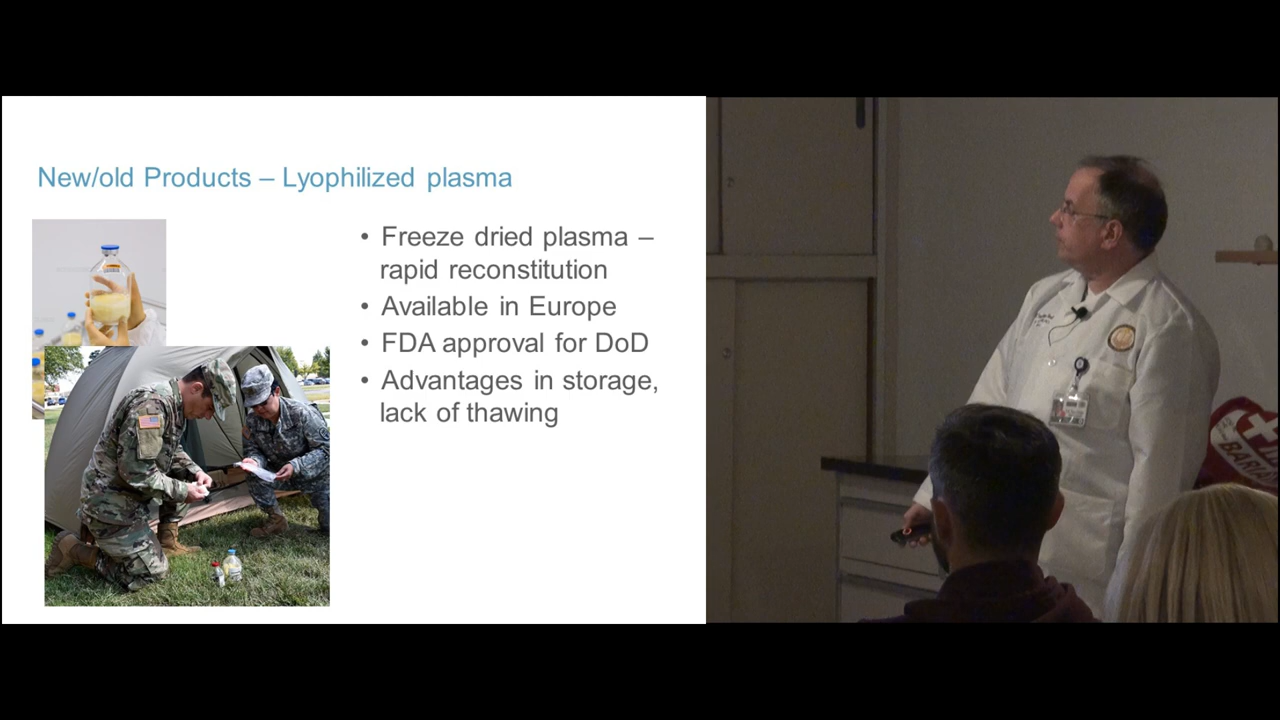 New/old Products – Lyophilized plasma
• Freeze dried plasma –
rapid reconstitution
• Available in Europe
• FDA approval for DoD
• Advantages in storage,
lack of thawing